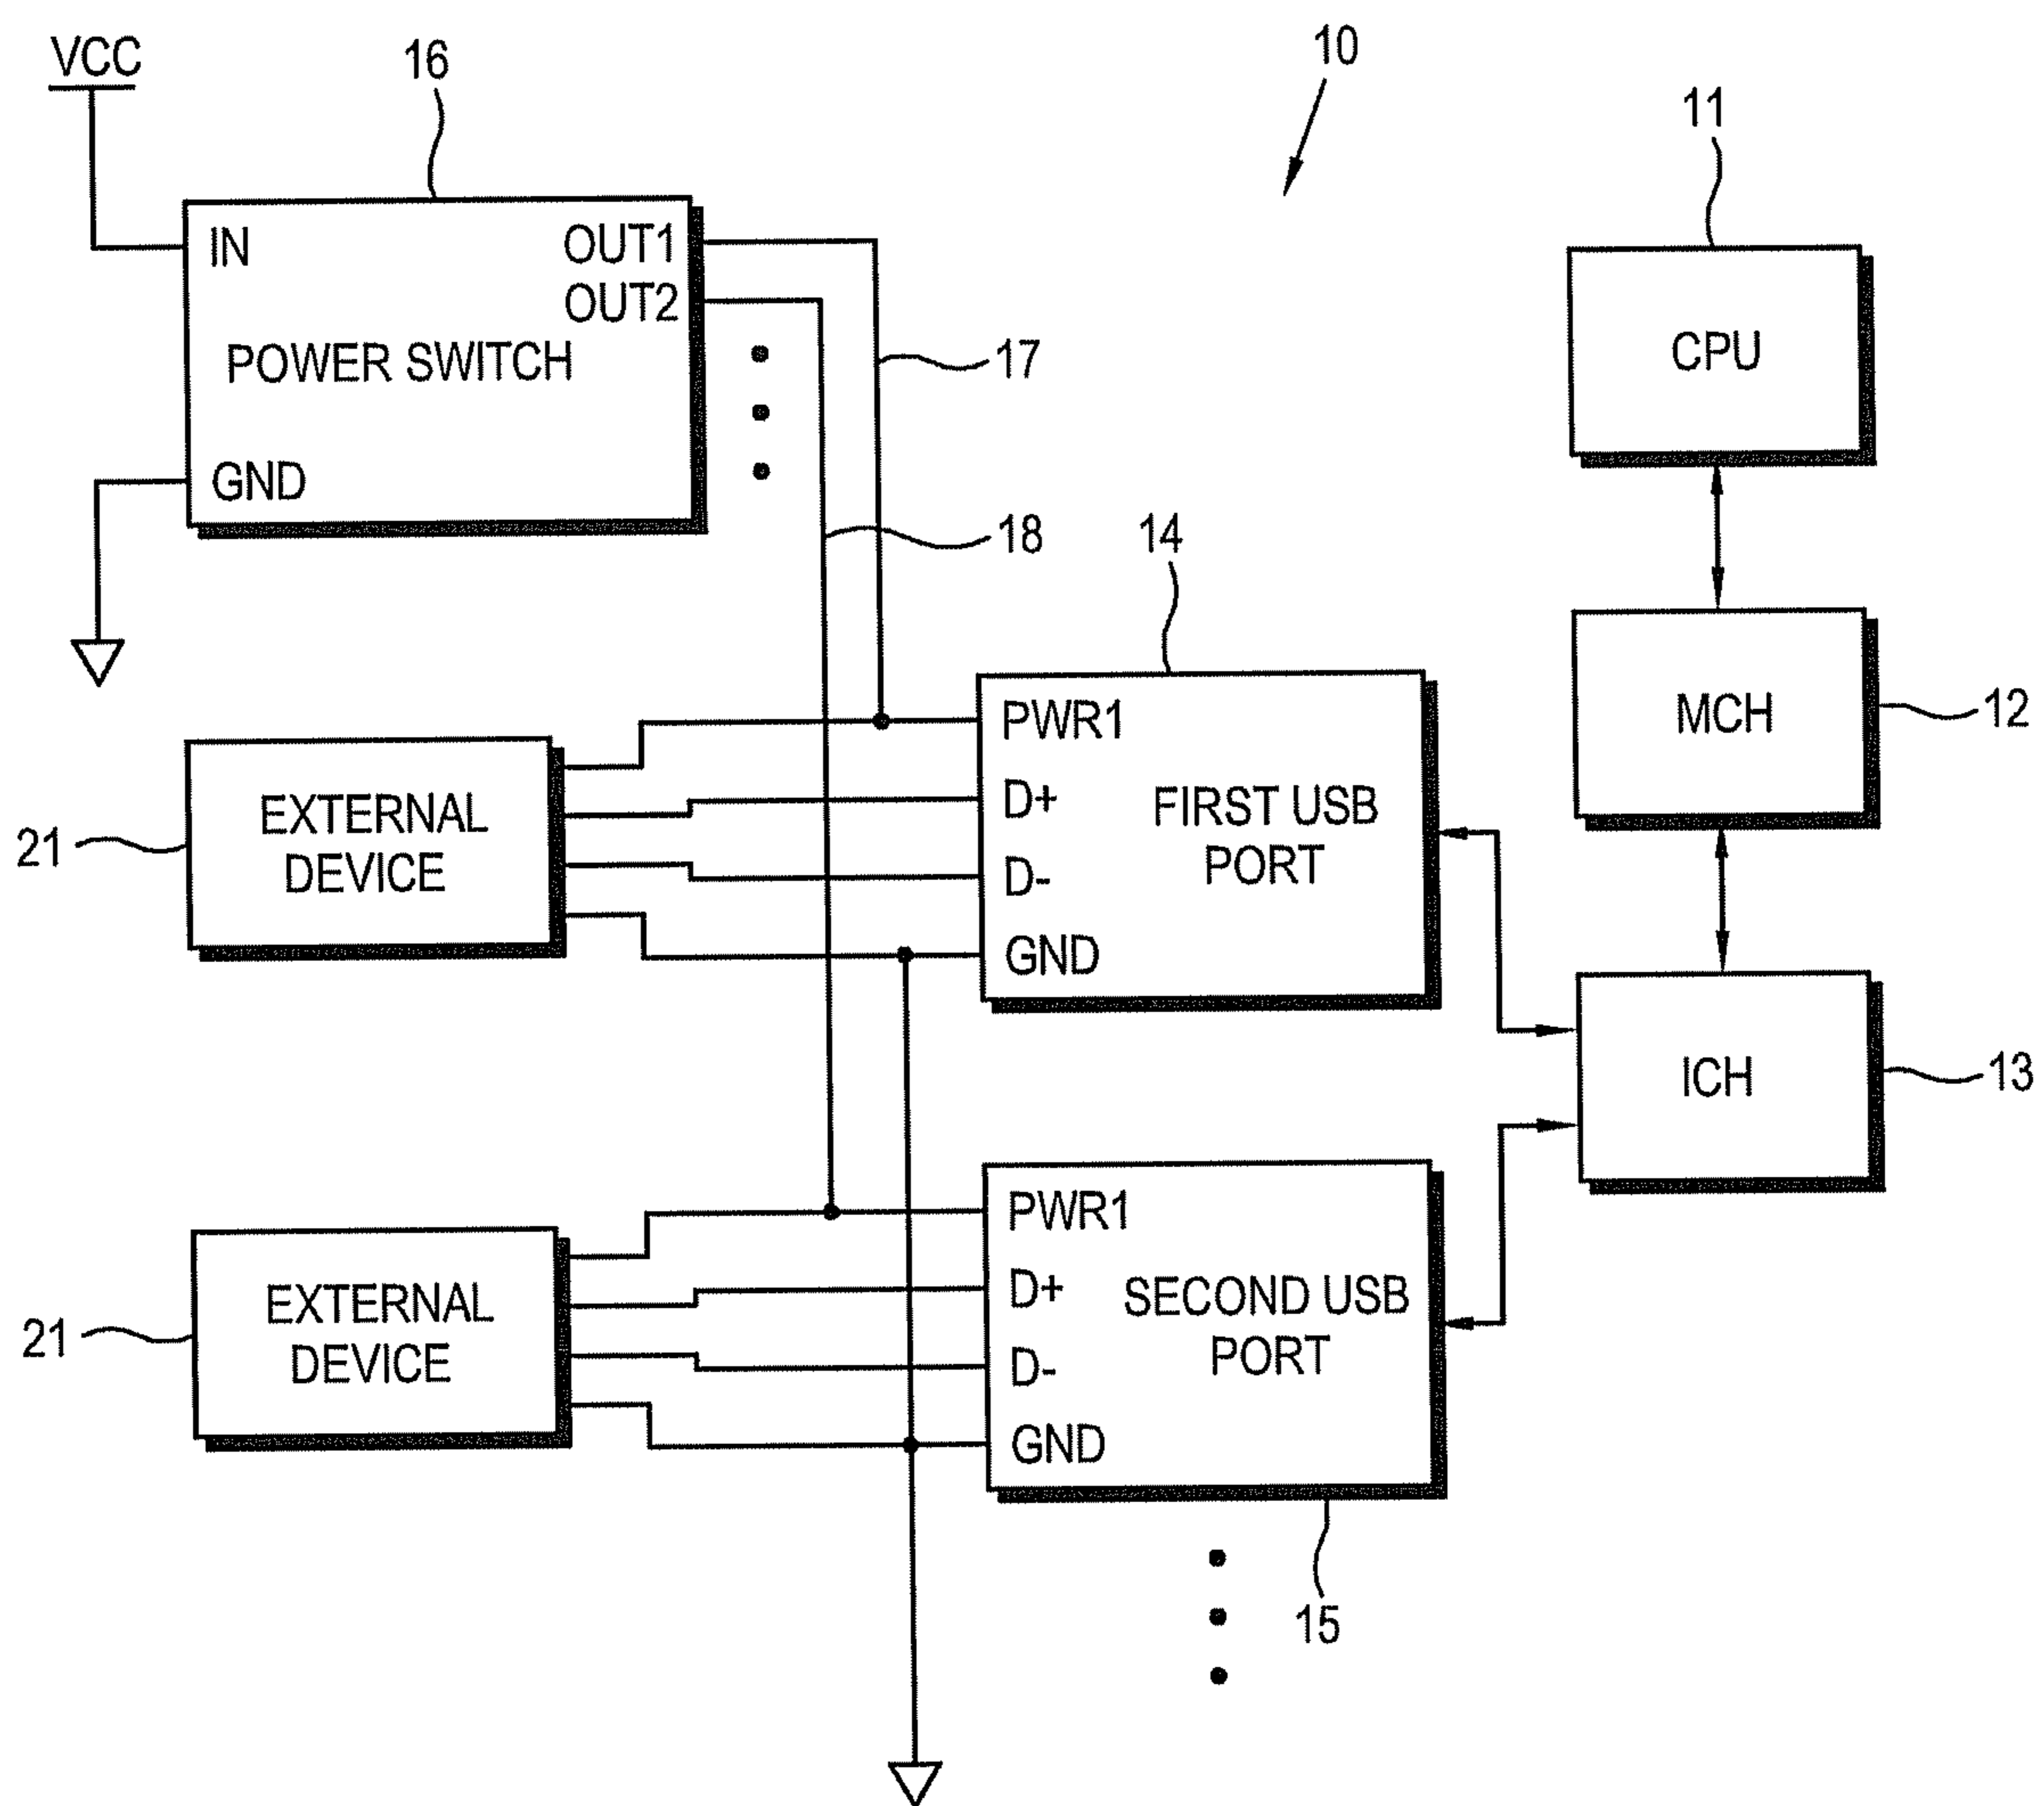 VCC
16
10
11
IN
OUT1
OUT2
POWER SWITCH
GND
17
CPU
18
14
12
MCH
PWR1
D+
D-
GND
FIRST USB
PORT
EXTERNAL
DEVICE
21
ICH
13
PWR1
D+
D-
GND
SECOND USB
PORT
EXTERNAL
DEVICE
21
15